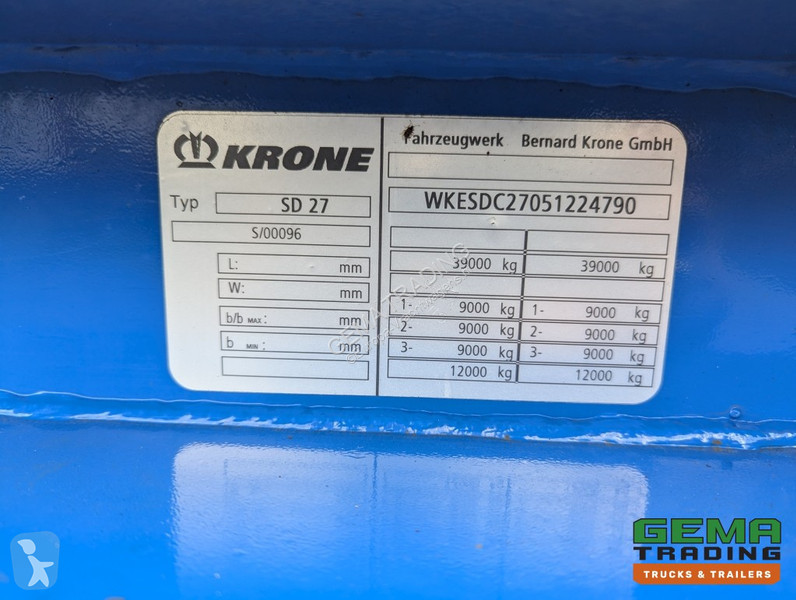 KRONE
Typ SD 27
S/00096
L: mm
W: mm
b/b MAX: mm
b MIN: mm
Fahrzeugwerk Bernard Krone GmbH
WKESDC27051224790
39000 kg 39000 kg
1- 9000 kg 1- 9000 kg
2- 9000 kg 2- 9000 kg
3- 9000 kg 3- 9000 kg
12000 kg 12000 kg
GEMA TRADING
GEMA
TRADING
TRUCKS & TRAILERS